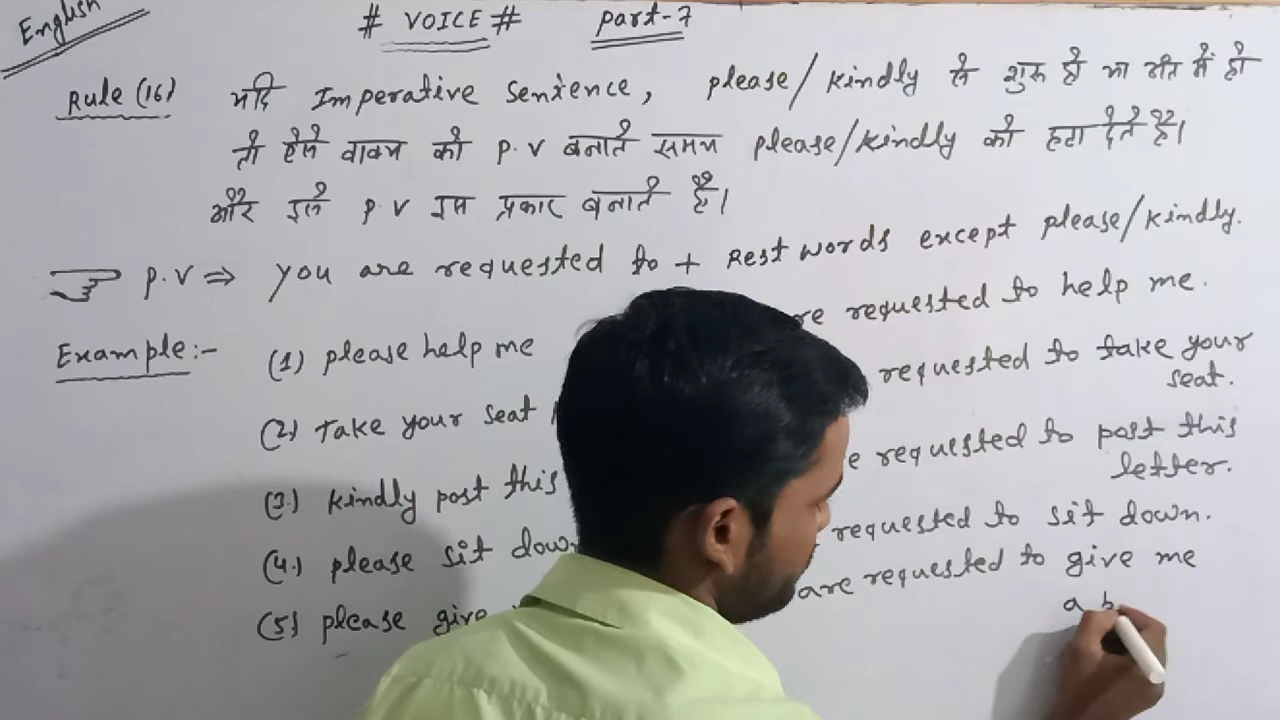 English
# VOICE # Part-7
Rule (16) यदि Imperative Sentence, please/kindly से शुरू हो या अंत में हो
तो ऐसे वाक्य को P.V बनाते समय please/kindly को हटा देते है।
और इसे P.V इस प्रकार बनाते है।
P.V ⇒ You are requested to + Rest words except please/kindly.
Example:- (1) please help me re requested to help me.
(2) Take your seat requested to take your
seat.
(3) kindly post this e requested to post this
letter.
(4) please sit down requested to sit down.
(5) please give are requested to give me
a b